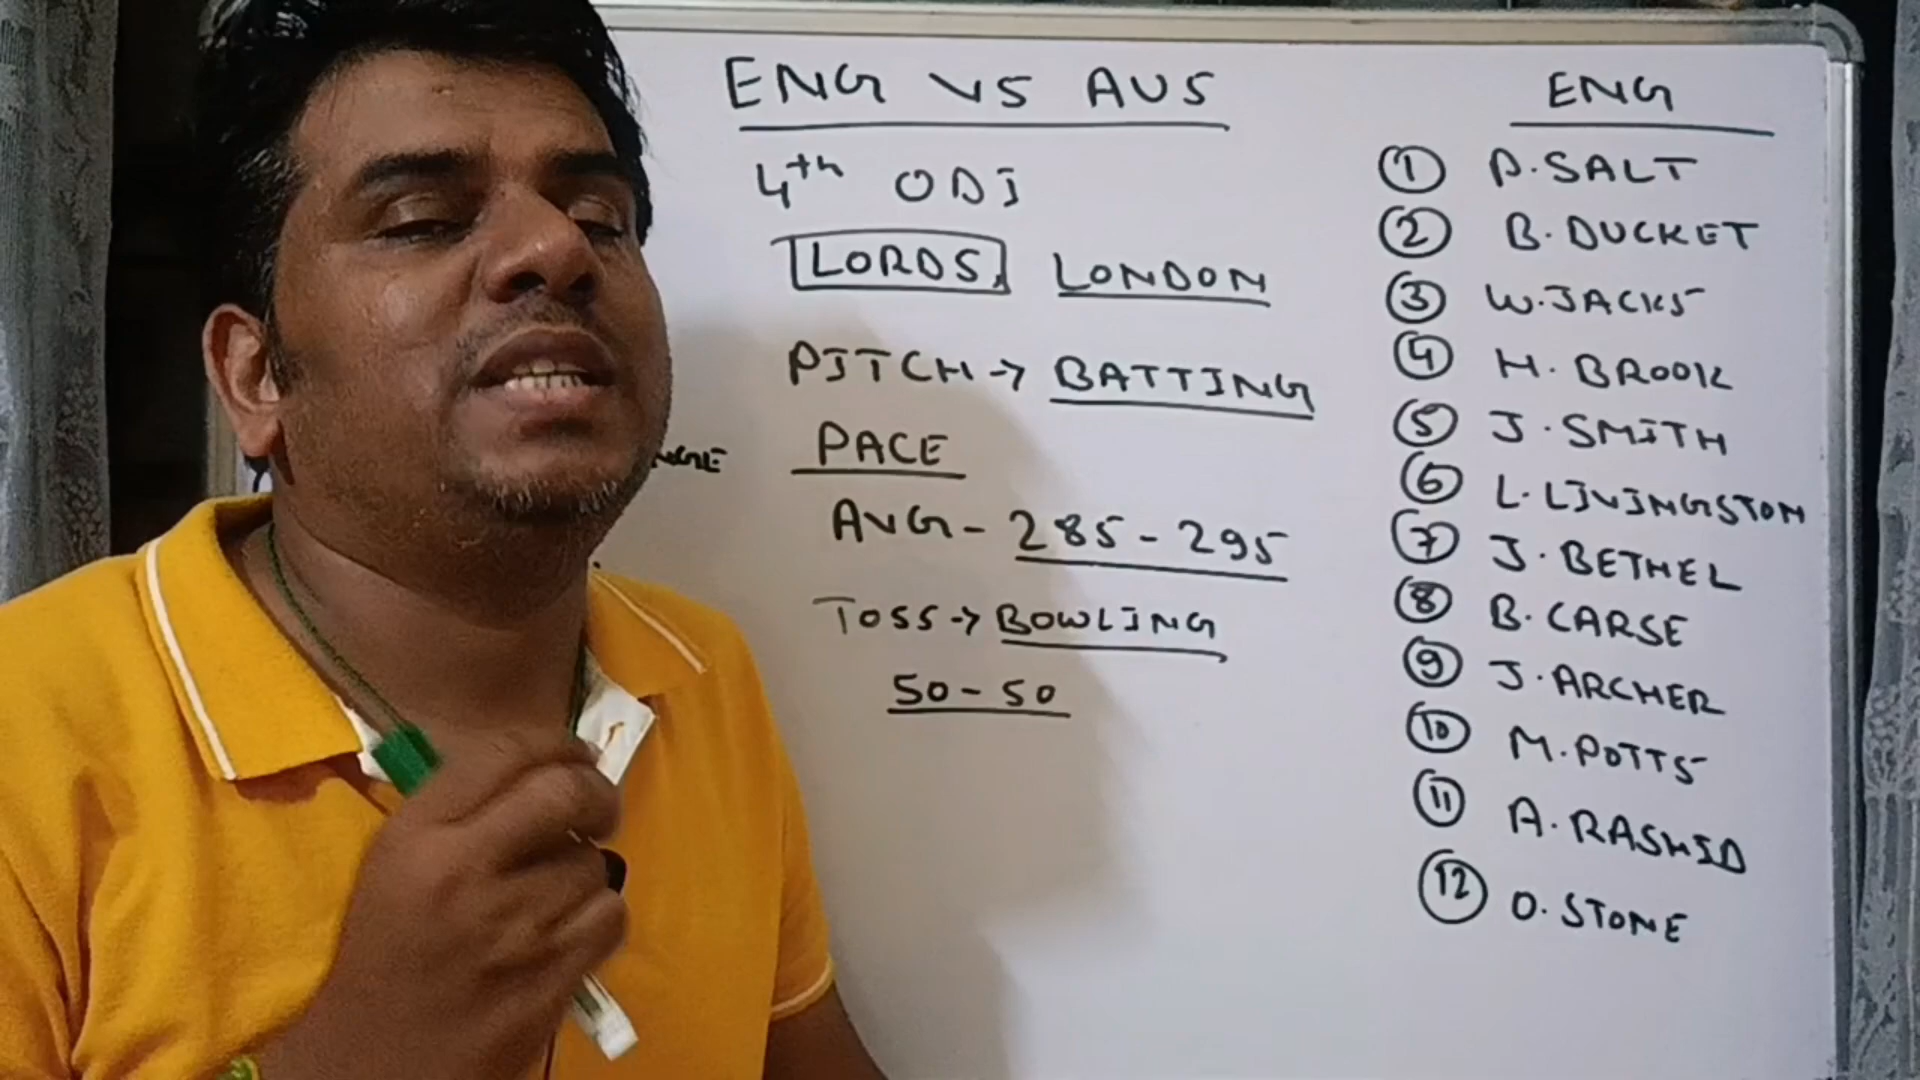 ENG VS AUS
4th ODI
LORDS LONDON
PITCH → BATTING
PACE
AVG - 285 - 295
TOSS → BOWLING
50 - 50
ENG
1 P. SALT
2 B. DUCKET
3 W. JACKS
4 H. BROOK
5 J. SMITH
6 L. LIVINGSTON
7 J. BETHEL
8 B. CARSE
9 J. ARCHER
10 M. POTTS
11 A. RASHID
12 O. STONE